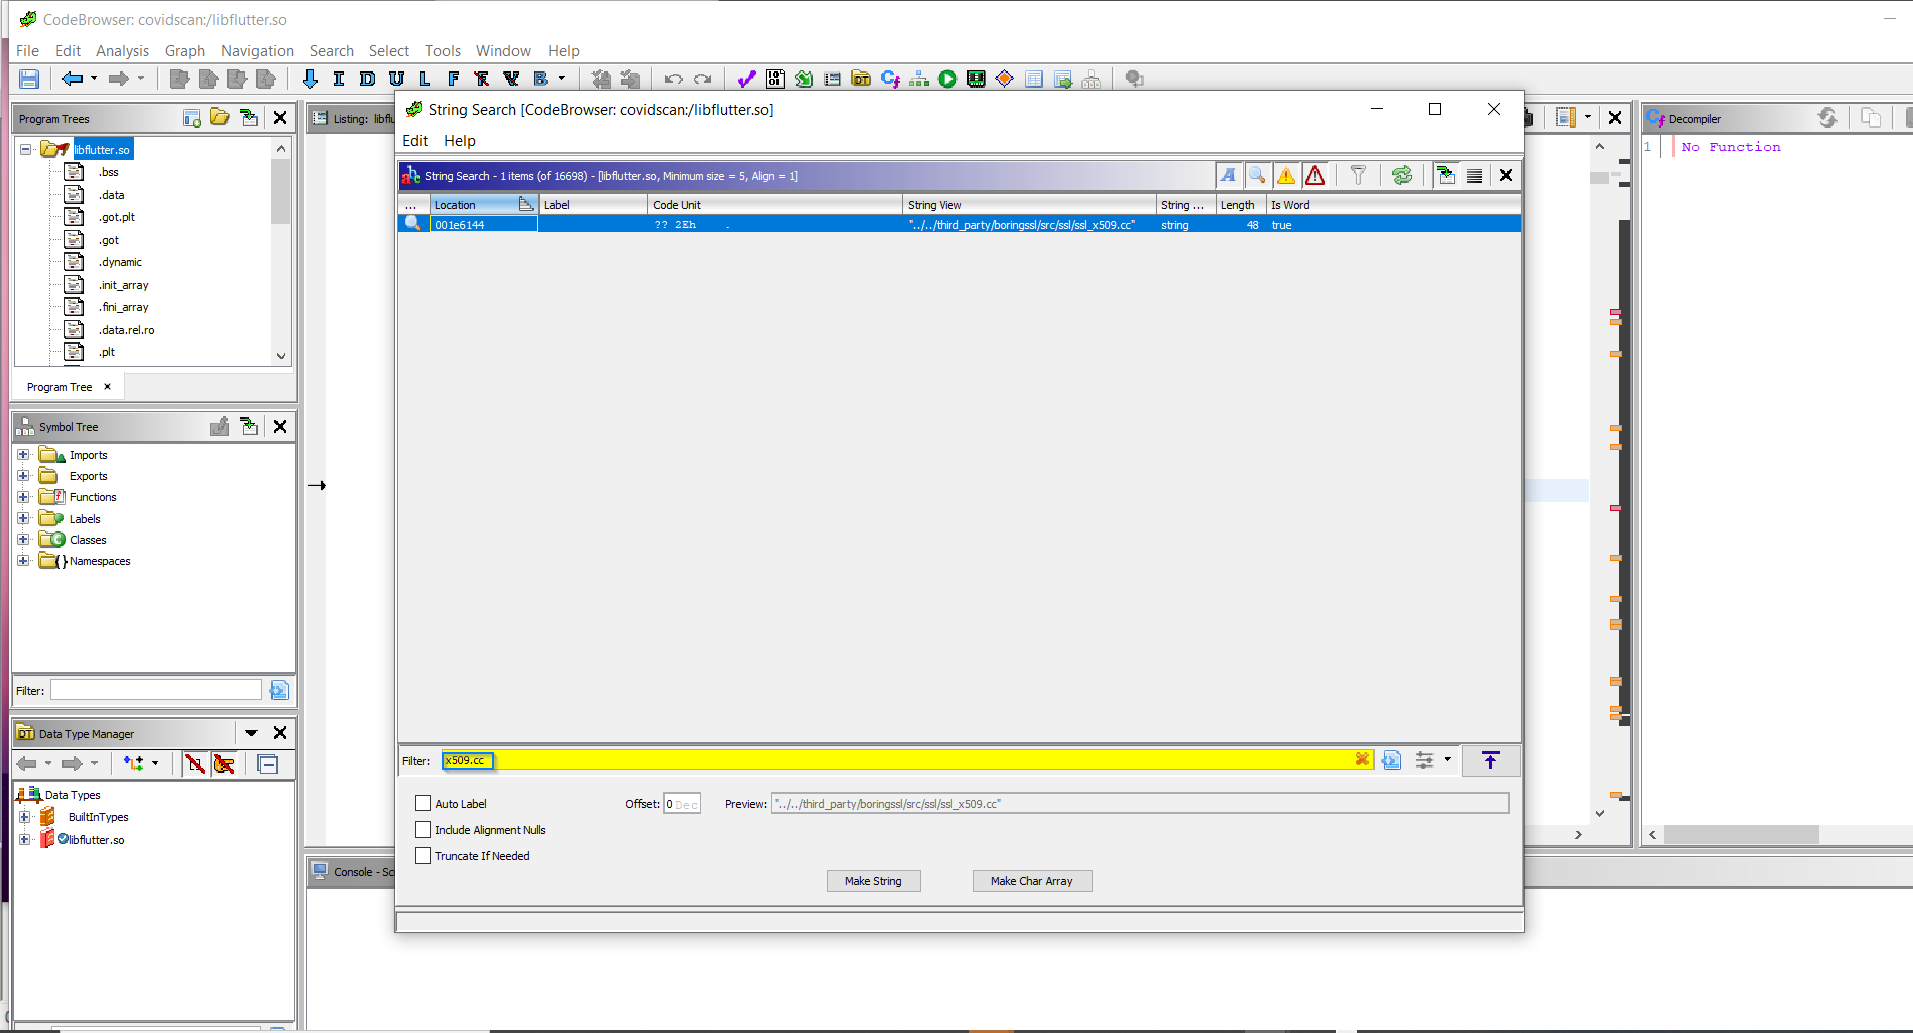 CodeBrowser: covidscan:/libflutter.so
File Edit Analysis Graph Navigation Search Select Tools Window Help
I D U L F V B
Program Trees
libflutter.so
.bss
.data
.got.plt
.got
.dynamic
.init_array
.fini_array
.data.rel.ro
.plt
Program Tree
Symbol Tree
Imports
Exports
Functions
Labels
Classes
Namespaces
Filter:
Data Type Manager
Data Types
BuiltInTypes
libflutter.so
Listing: libflu
String Search [CodeBrowser: covidscan:/libflutter.so]
Edit Help
String Search - 1 items (of 16698) - [libflutter.so, Minimum size = 5, Align = 1]
... Location Label Code Unit String View String ... Length Is Word
001e6144 ?? 2Eh . "../../third_party/boringssl/src/ssl/ssl_x509.cc" string 48 true
Filter: x509.cc
Auto Label Offset: 0 Dec Preview: "../../third_party/boringssl/src/ssl/ssl_x509.cc"
Include Alignment Nulls
Truncate If Needed
Make String Make Char Array
Decompiler
1 No Function
Console - Sc